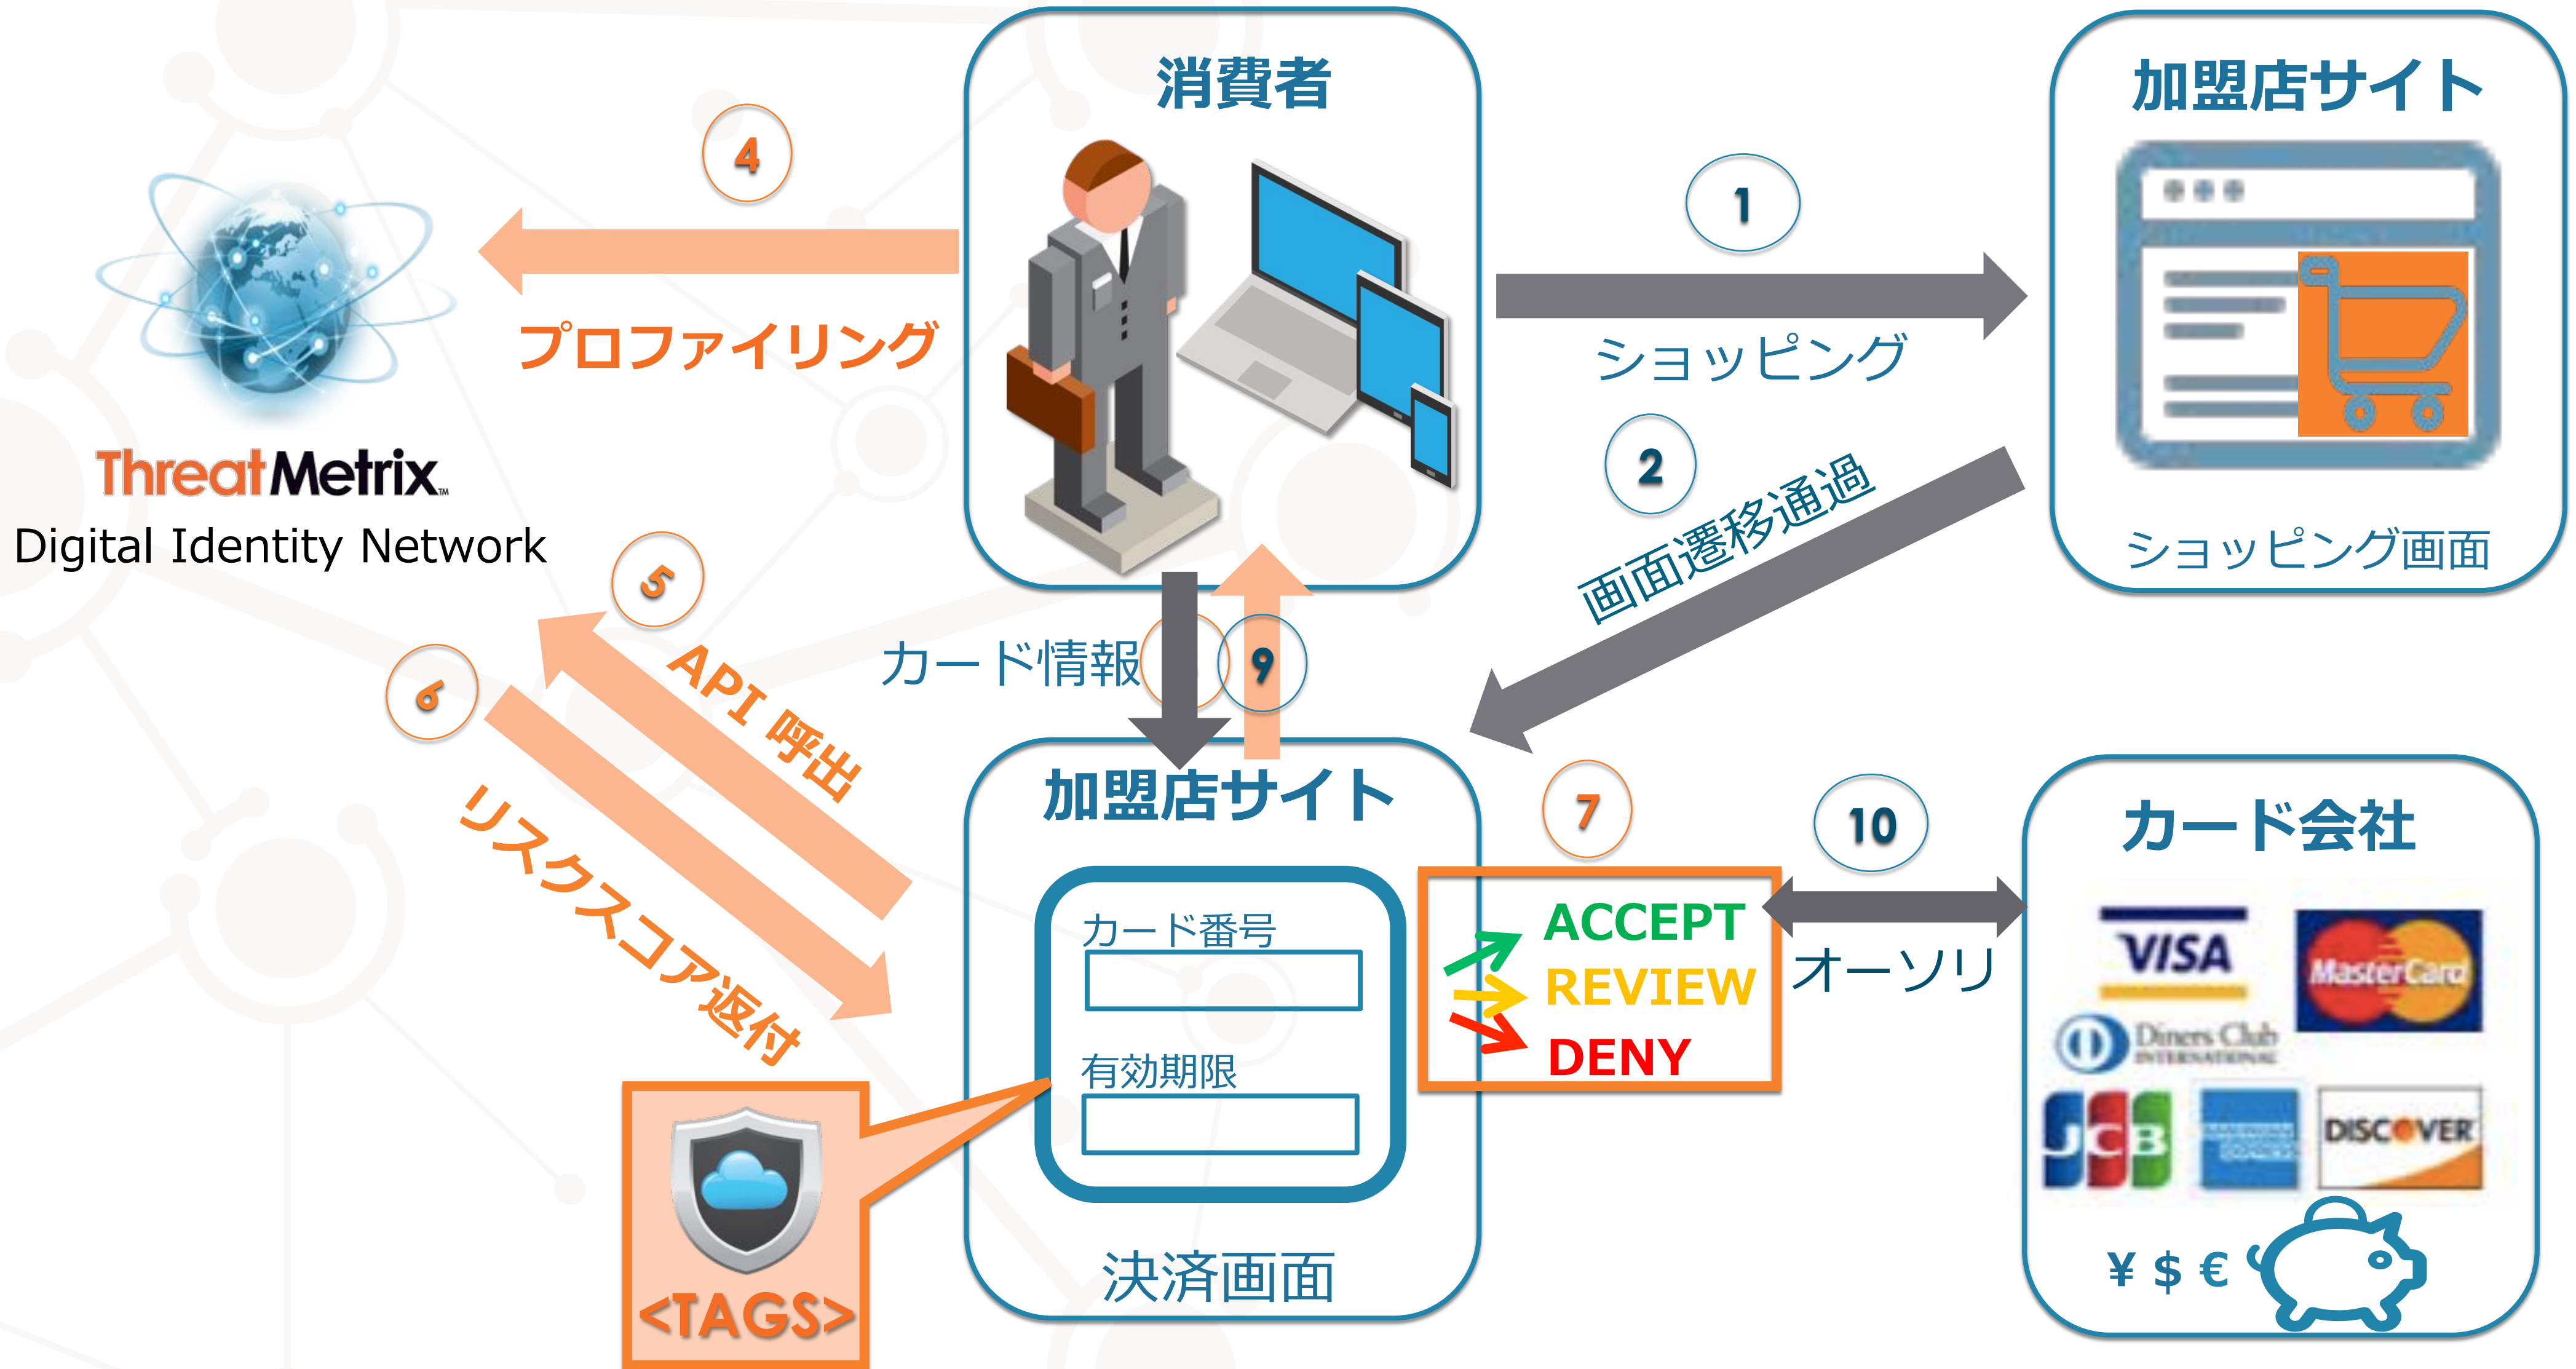 消費者
加盟店サイト
4
1
プロファイリング
ショッピング
ThreatMetrix™
Digital Identity Network
2
画面遷移通過
ショッピング画面
5
6
API 呼出
リスクスコア返付
カード情報
9
加盟店サイト
カード番号
有効期限
決済画面
<TAGS>
7
ACCEPT
REVIEW
DENY
10
オーソリ
カード会社
VISA
MasterCard
Diners Club
INTERNATIONAL
JCB
AMERICAN
EXPRESS
DISCOVER
¥ $ €